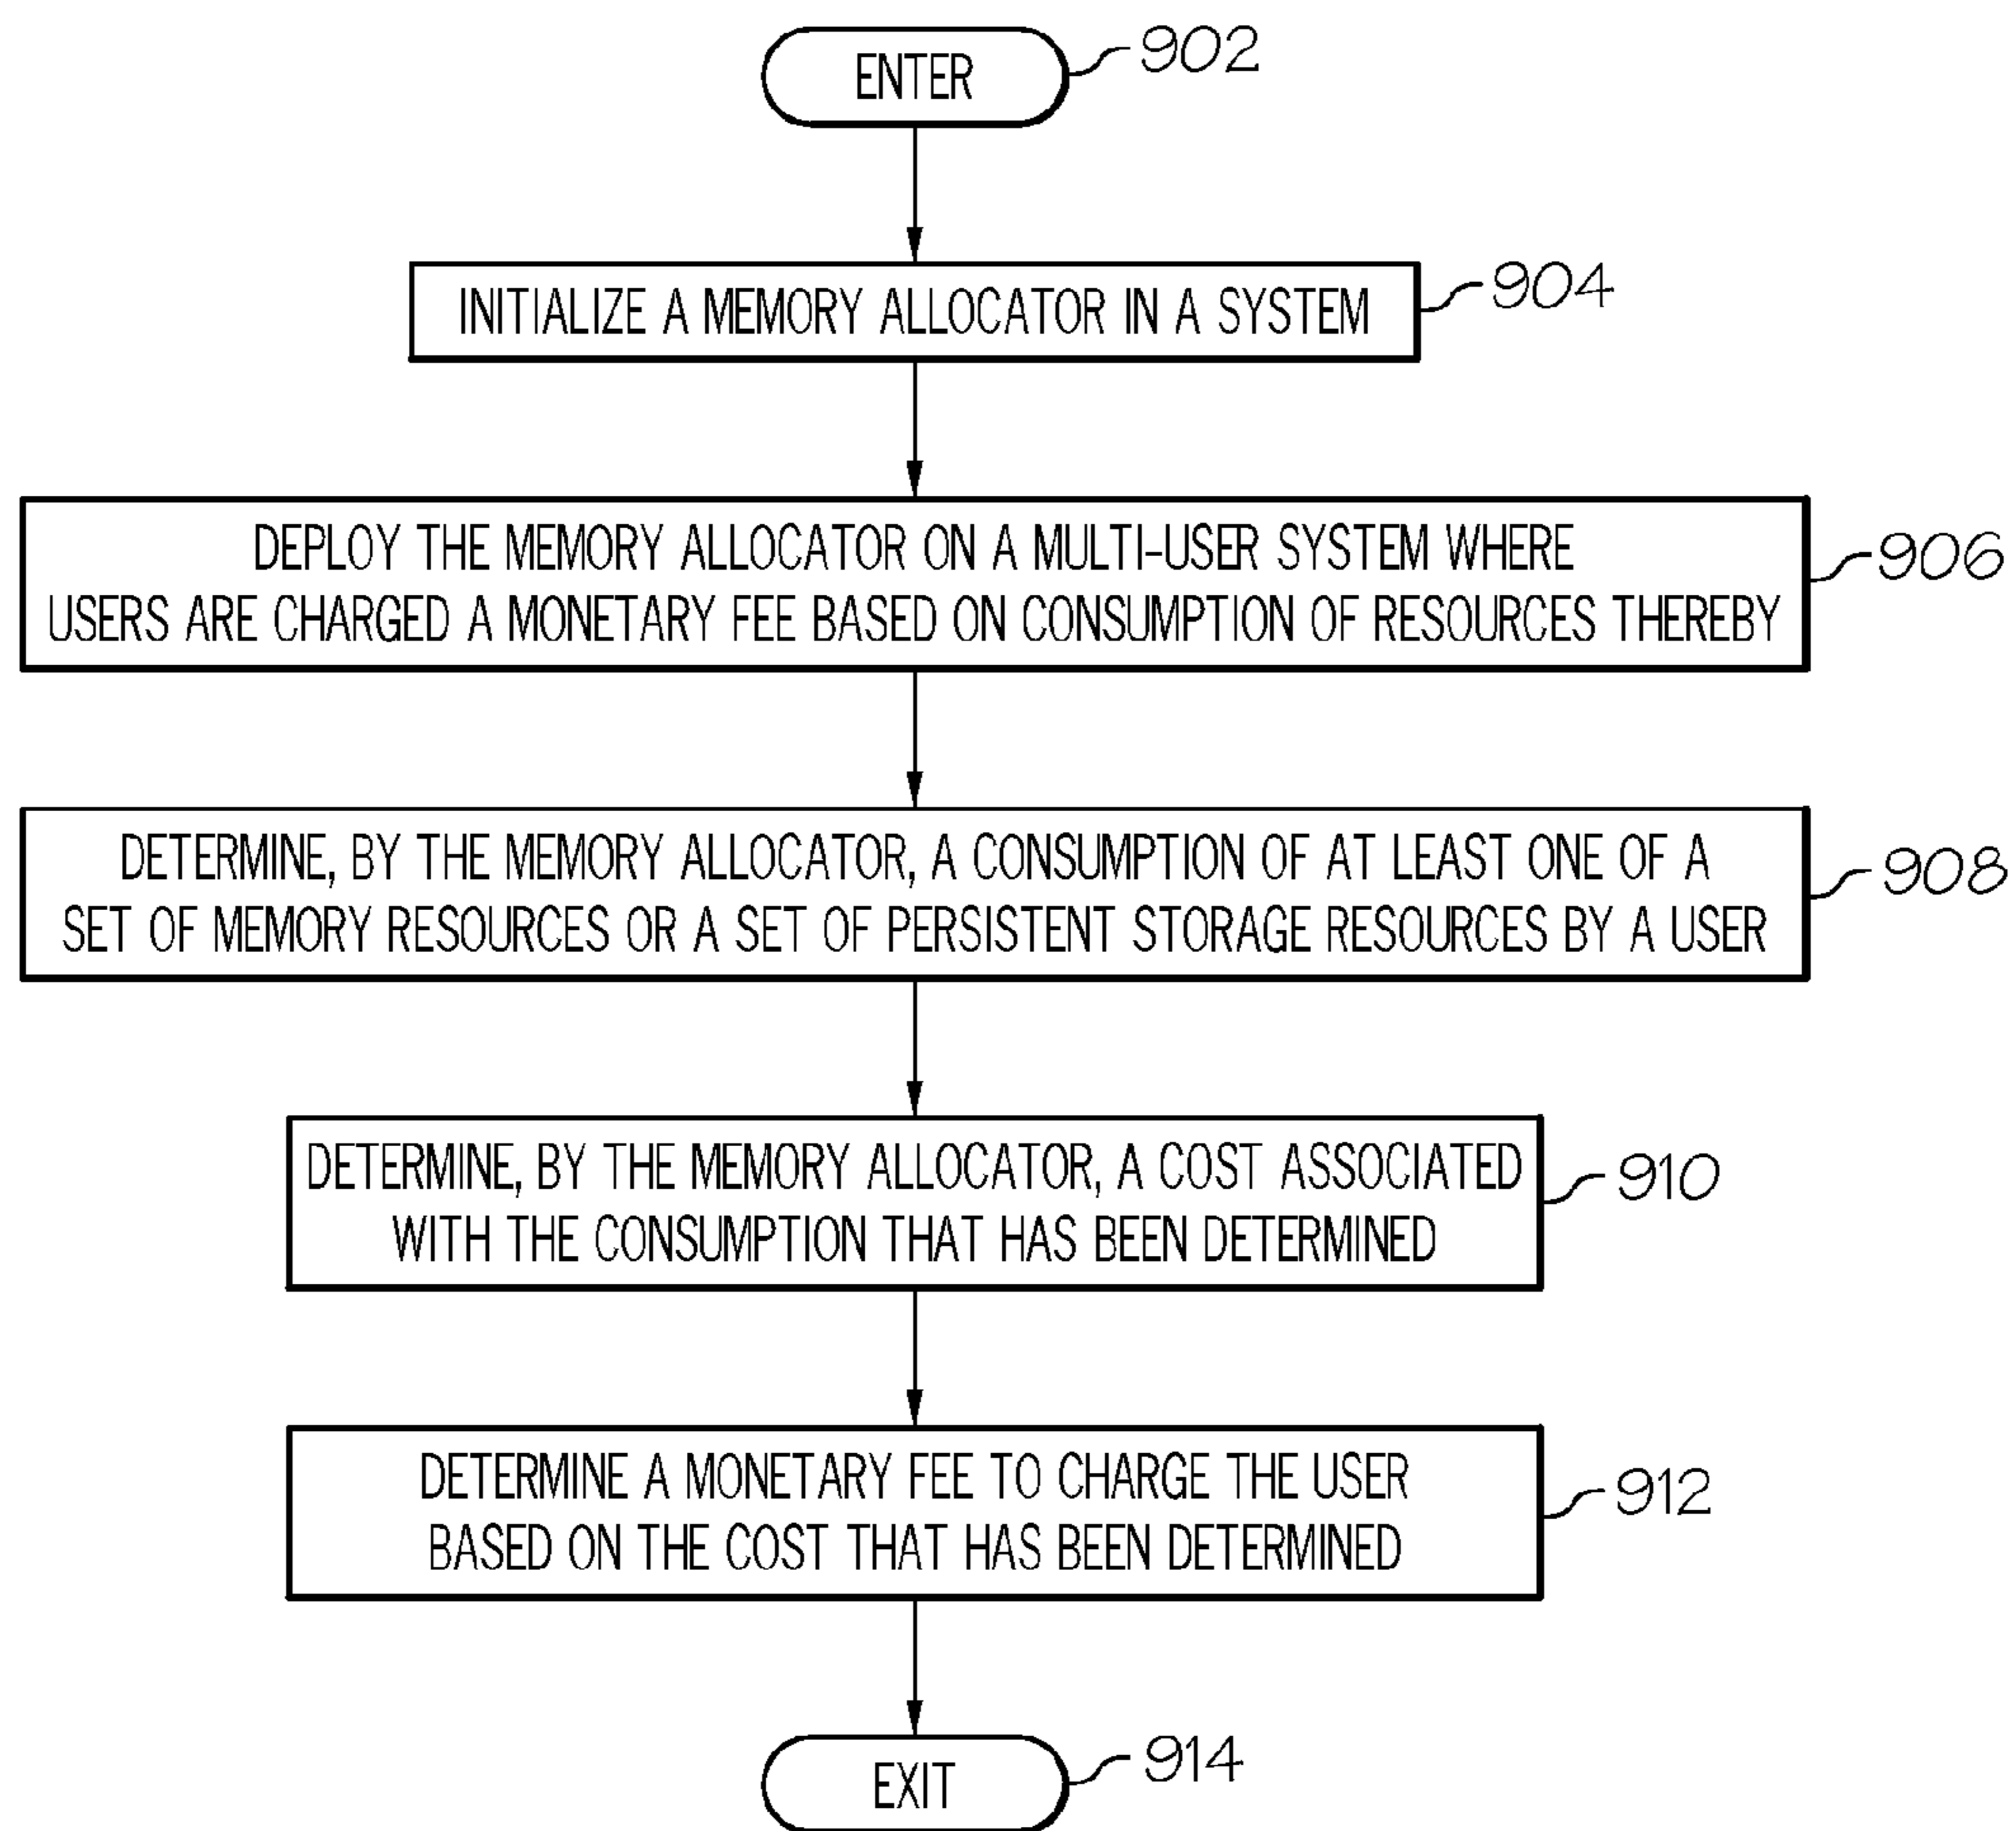 ENTER
902
INITIALIZE A MEMORY ALLOCATOR IN A SYSTEM
904
DEPLOY THE MEMORY ALLOCATOR ON A MULTI-USER SYSTEM WHERE
USERS ARE CHARGED A MONETARY FEE BASED ON CONSUMPTION OF RESOURCES THEREBY
906
DETERMINE, BY THE MEMORY ALLOCATOR, A CONSUMPTION OF AT LEAST ONE OF A
SET OF MEMORY RESOURCES OR A SET OF PERSISTENT STORAGE RESOURCES BY A USER
908
DETERMINE, BY THE MEMORY ALLOCATOR, A COST ASSOCIATED
WITH THE CONSUMPTION THAT HAS BEEN DETERMINED
910
DETERMINE A MONETARY FEE TO CHARGE THE USER
BASED ON THE COST THAT HAS BEEN DETERMINED
912
EXIT
914